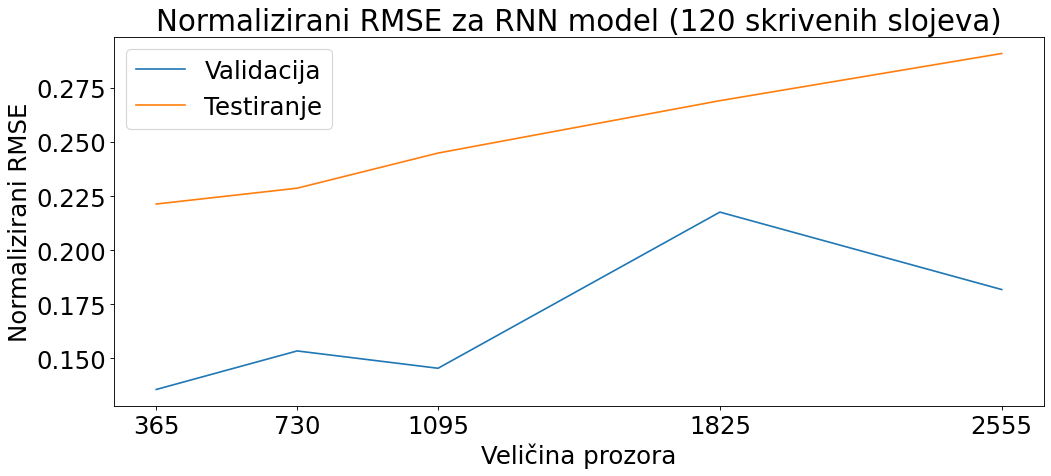 Normalizirani RMSE za RNN model (120 skrivenih slojeva)
Validacija
Testiranje
Normalizirani RMSE
0.275
0.250
0.225
0.200
0.175
0.150
365 730 1095 1825 2555
Veličina prozora